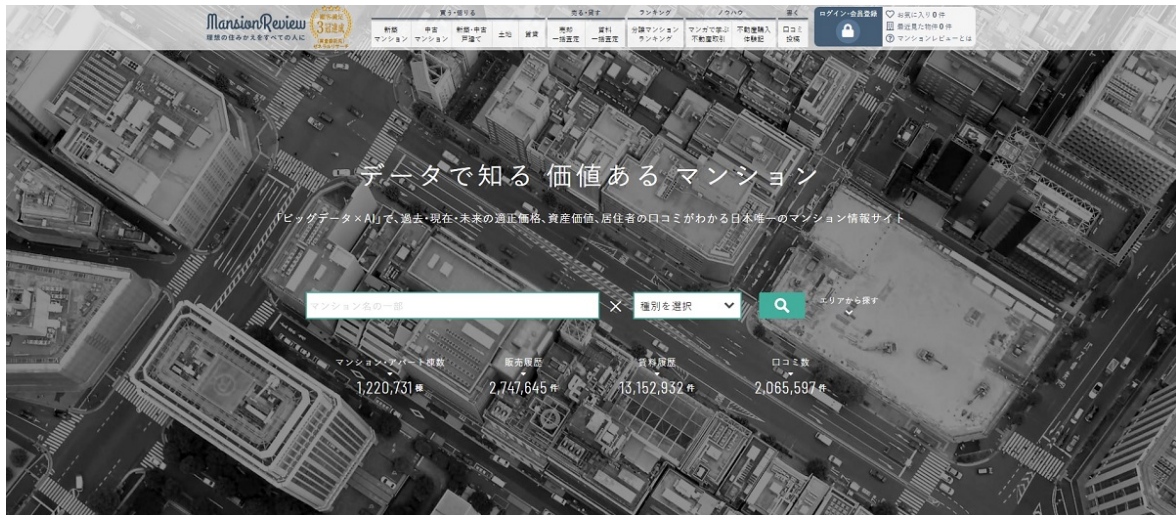 MansionReview
理想の住みかえをすべての人に
3冠達成
買う・借りる
売る・貸す
ランキング
ノウハウ
書く
新築
マンション
中古
マンション
新築・中古
戸建て
土地
賃貸
売却
一括査定
賃料
一括査定
分譲マンション
ランキング
マンガで学ぶ
不動産取引
不動産購入
体験記
口コミ
投稿
ログイン・会員登録
お気に入り0件
最近見た物件0件
マンションレビューとは
データで知る 価値ある マンション
「ビッグデータ×AI」で、過去・現在・未来の適正価格、資産価値、居住者の口コミがわかる日本唯一のマンション情報サイト
マンション名の一部
×
種別を選択
エリアから探す
マンション・アパート棟数
販売履歴
賃料履歴
口コミ数
1,220,731 棟
2,747,645 件
13,152,932 件
2,065,597 件